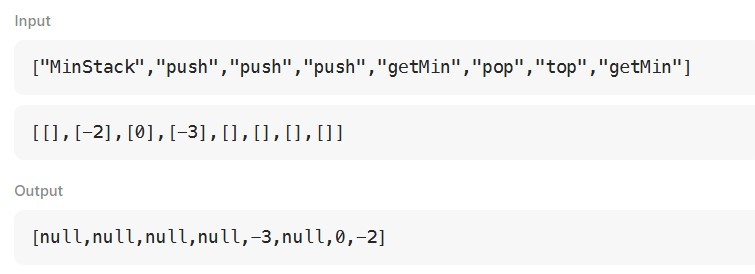 Input
["MinStack","push","push","push","getMin","pop","top","getMin"]
[[],[-2],[0],[-3],[],[],[],[]]
Output
[null,null,null,null,-3,null,0,-2]